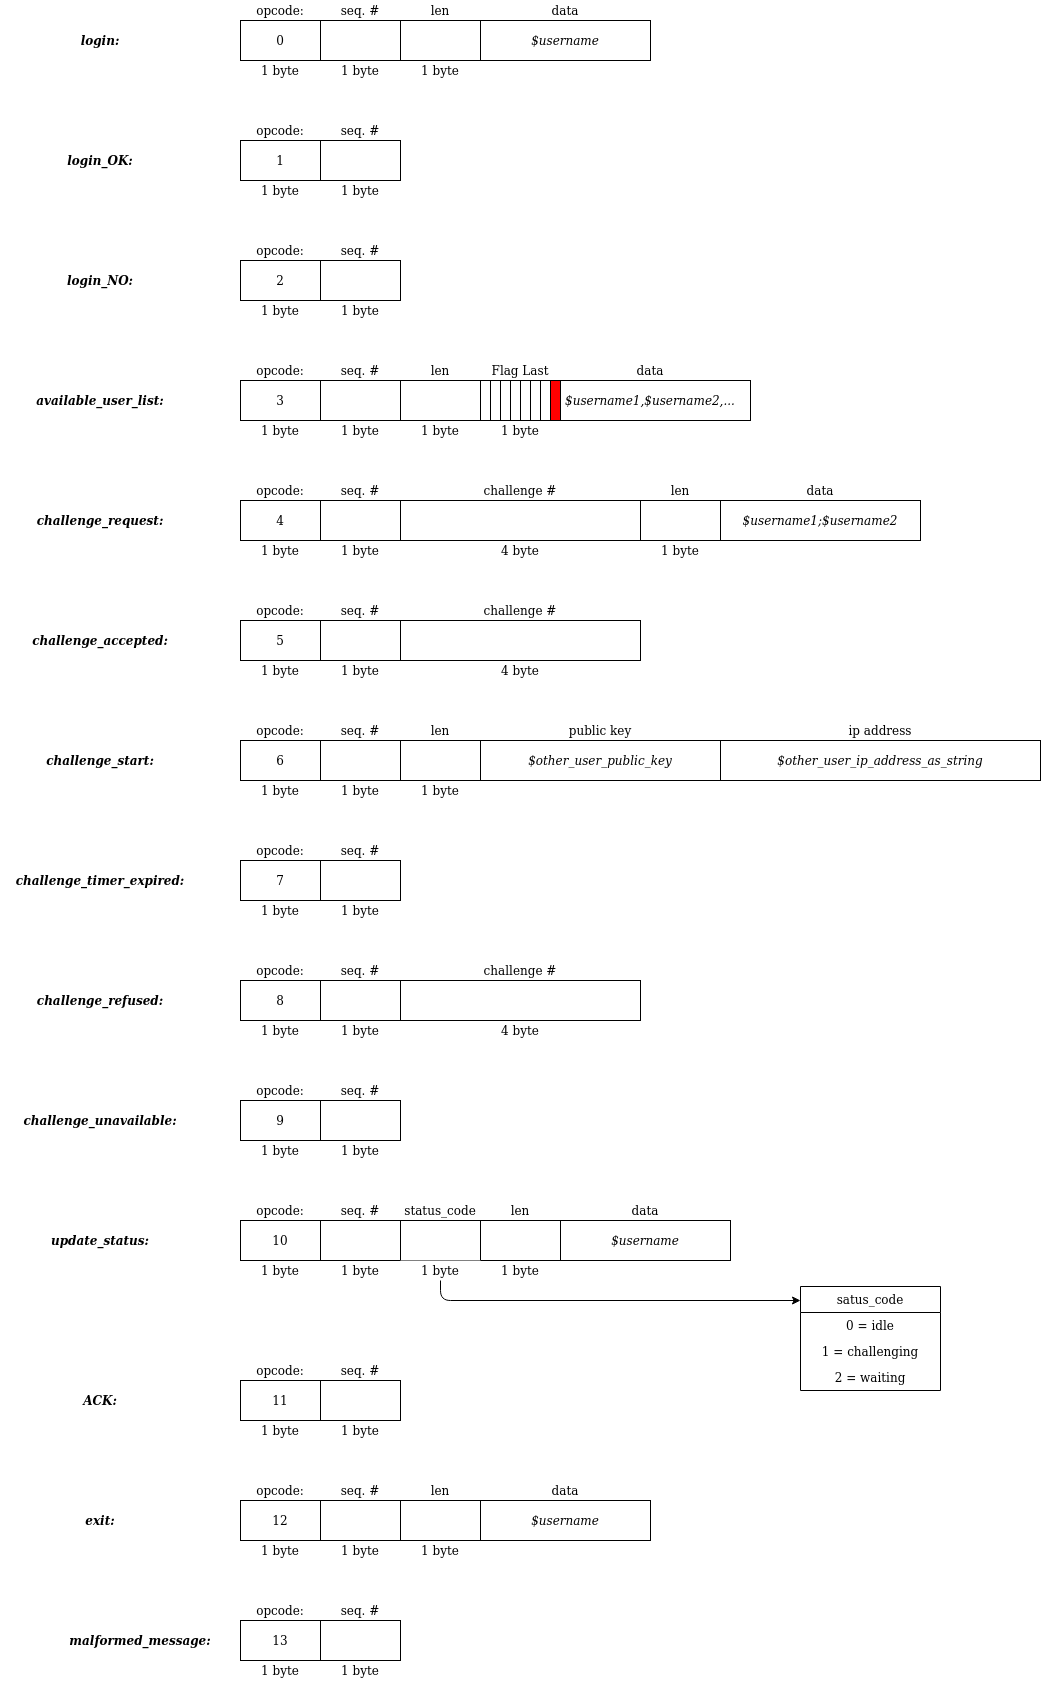 opcode: seq. # len data
login: 0 $username
1 byte 1 byte 1 byte
opcode: seq. #
login_OK: 1
1 byte 1 byte
opcode: seq. #
login_NO: 2
1 byte 1 byte
opcode: seq. # len Flag Last data
available_user_list: 3 $username1,$username2,...
1 byte 1 byte 1 byte 1 byte
opcode: seq. # challenge # len data
challenge_request: 4 $username1;$username2
1 byte 1 byte 4 byte 1 byte
opcode: seq. # challenge #
challenge_accepted: 5
1 byte 1 byte 4 byte
opcode: seq. # len public key ip address
challenge_start: 6 $other_user_public_key $other_user_ip_address_as_string
1 byte 1 byte 1 byte
opcode: seq. #
challenge_timer_expired: 7
1 byte 1 byte
opcode: seq. # challenge #
challenge_refused: 8
1 byte 1 byte 4 byte
opcode: seq. #
challenge_unavailable: 9
1 byte 1 byte
opcode: seq. # status_code len data
update_status: 10 $username
1 byte 1 byte 1 byte 1 byte
satus_code
0 = idle
1 = challenging
2 = waiting
opcode: seq. #
ACK: 11
1 byte 1 byte
opcode: seq. # len data
exit: 12 $username
1 byte 1 byte 1 byte
opcode: seq. #
malformed_message: 13
1 byte 1 byte